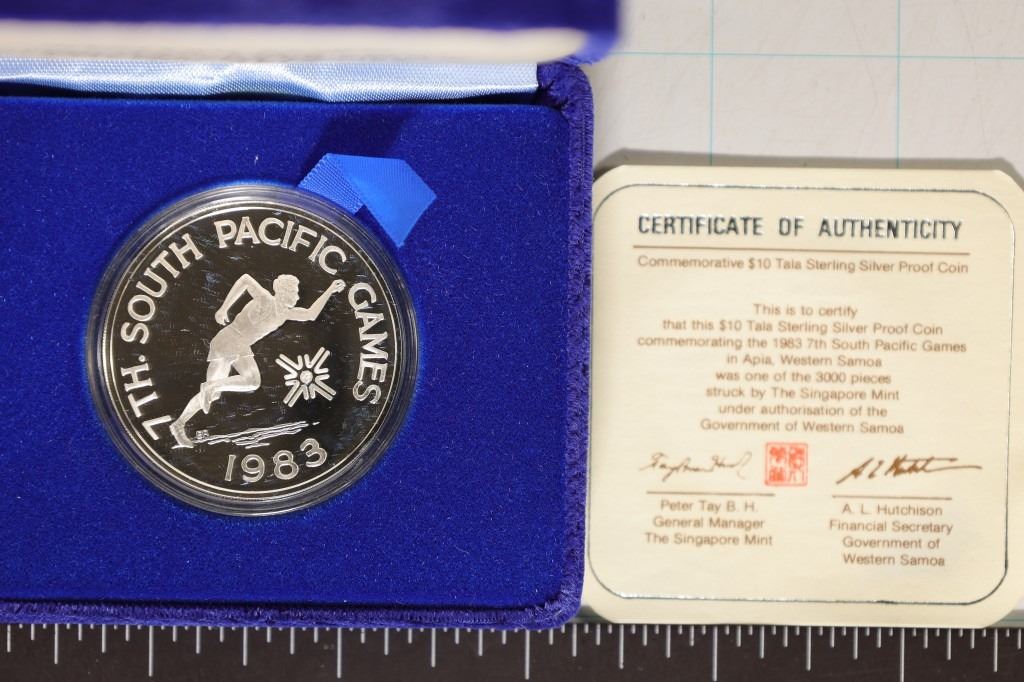 7TH. SOUTH PACIFIC GAMES
1983
CERTIFICATE OF AUTHENTICITY
Commemorative $10 Tala Sterling Silver Proof Coin
This is to certify
that this $10 Tala Sterling Silver Proof Coin
commemorating the 1983 7th South Pacific Games
in Apia, Western Samoa
was one of the 3000 pieces
struck by The Singapore Mint
under authorisation of the
Government of Western Samoa
Peter Tay B. H.
General Manager
The Singapore Mint
A. L. Hutchison
Financial Secretary
Government of
Western Samoa